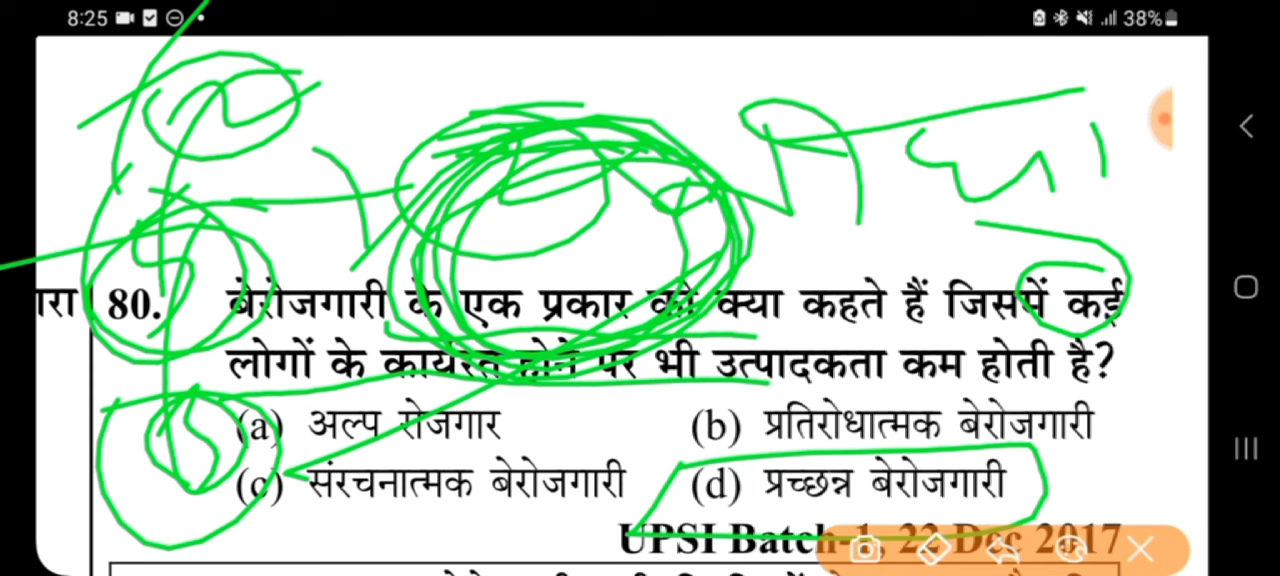 8:25 38%
80. बेरोजगारी के एक प्रकार को क्या कहते हैं जिसमें कई
लोगों के कार्यरत होने पर भी उत्पादकता कम होती है?
(a) अल्प रोजगार (b) प्रतिरोधात्मक बेरोजगारी
(c) संरचनात्मक बेरोजगारी (d) प्रच्छन्न बेरोजगारी
UPSI Batch-1, 22 Dec 2017